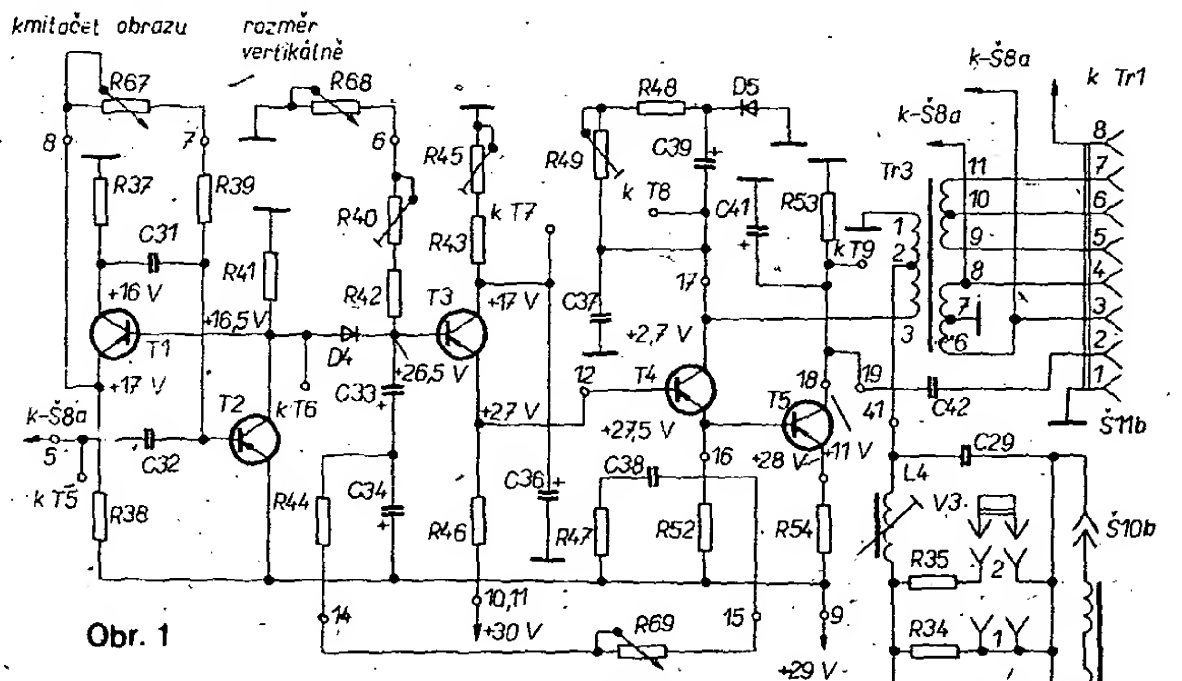 kmitačet obrazu
rozměr
vertikálně
R67
R68
R48
D5
k-Š8a
k Tr1
8
7
6
R37
R39
R45
R49
C39
k-Š8a
Tr3
11
8
7
C31
R40
R43
k T7
k T8
C41
R53
1
10
6
R41
R42
T3
+17 V
17
k T9
2
9
5
+16 V
+16,5 V
D4
C37
+2,7 V
3
8
4
T1
+26,5 V
7
3
6
2
+17 V
T2
k T6
C33
12
T4
18
19
1
k-Š8a
+27 V
+27,5 V
T5
41
C42
Š11b
5
C32
16
+28 V
+11 V
C29
k T5
C34
C36
C38
L4
V3
R38
R44
R46
R47
R52
R54
Š10b
R35
2
14
10,11
15
9
R34
1
Obr. 1
+30 V
R69
+29 V